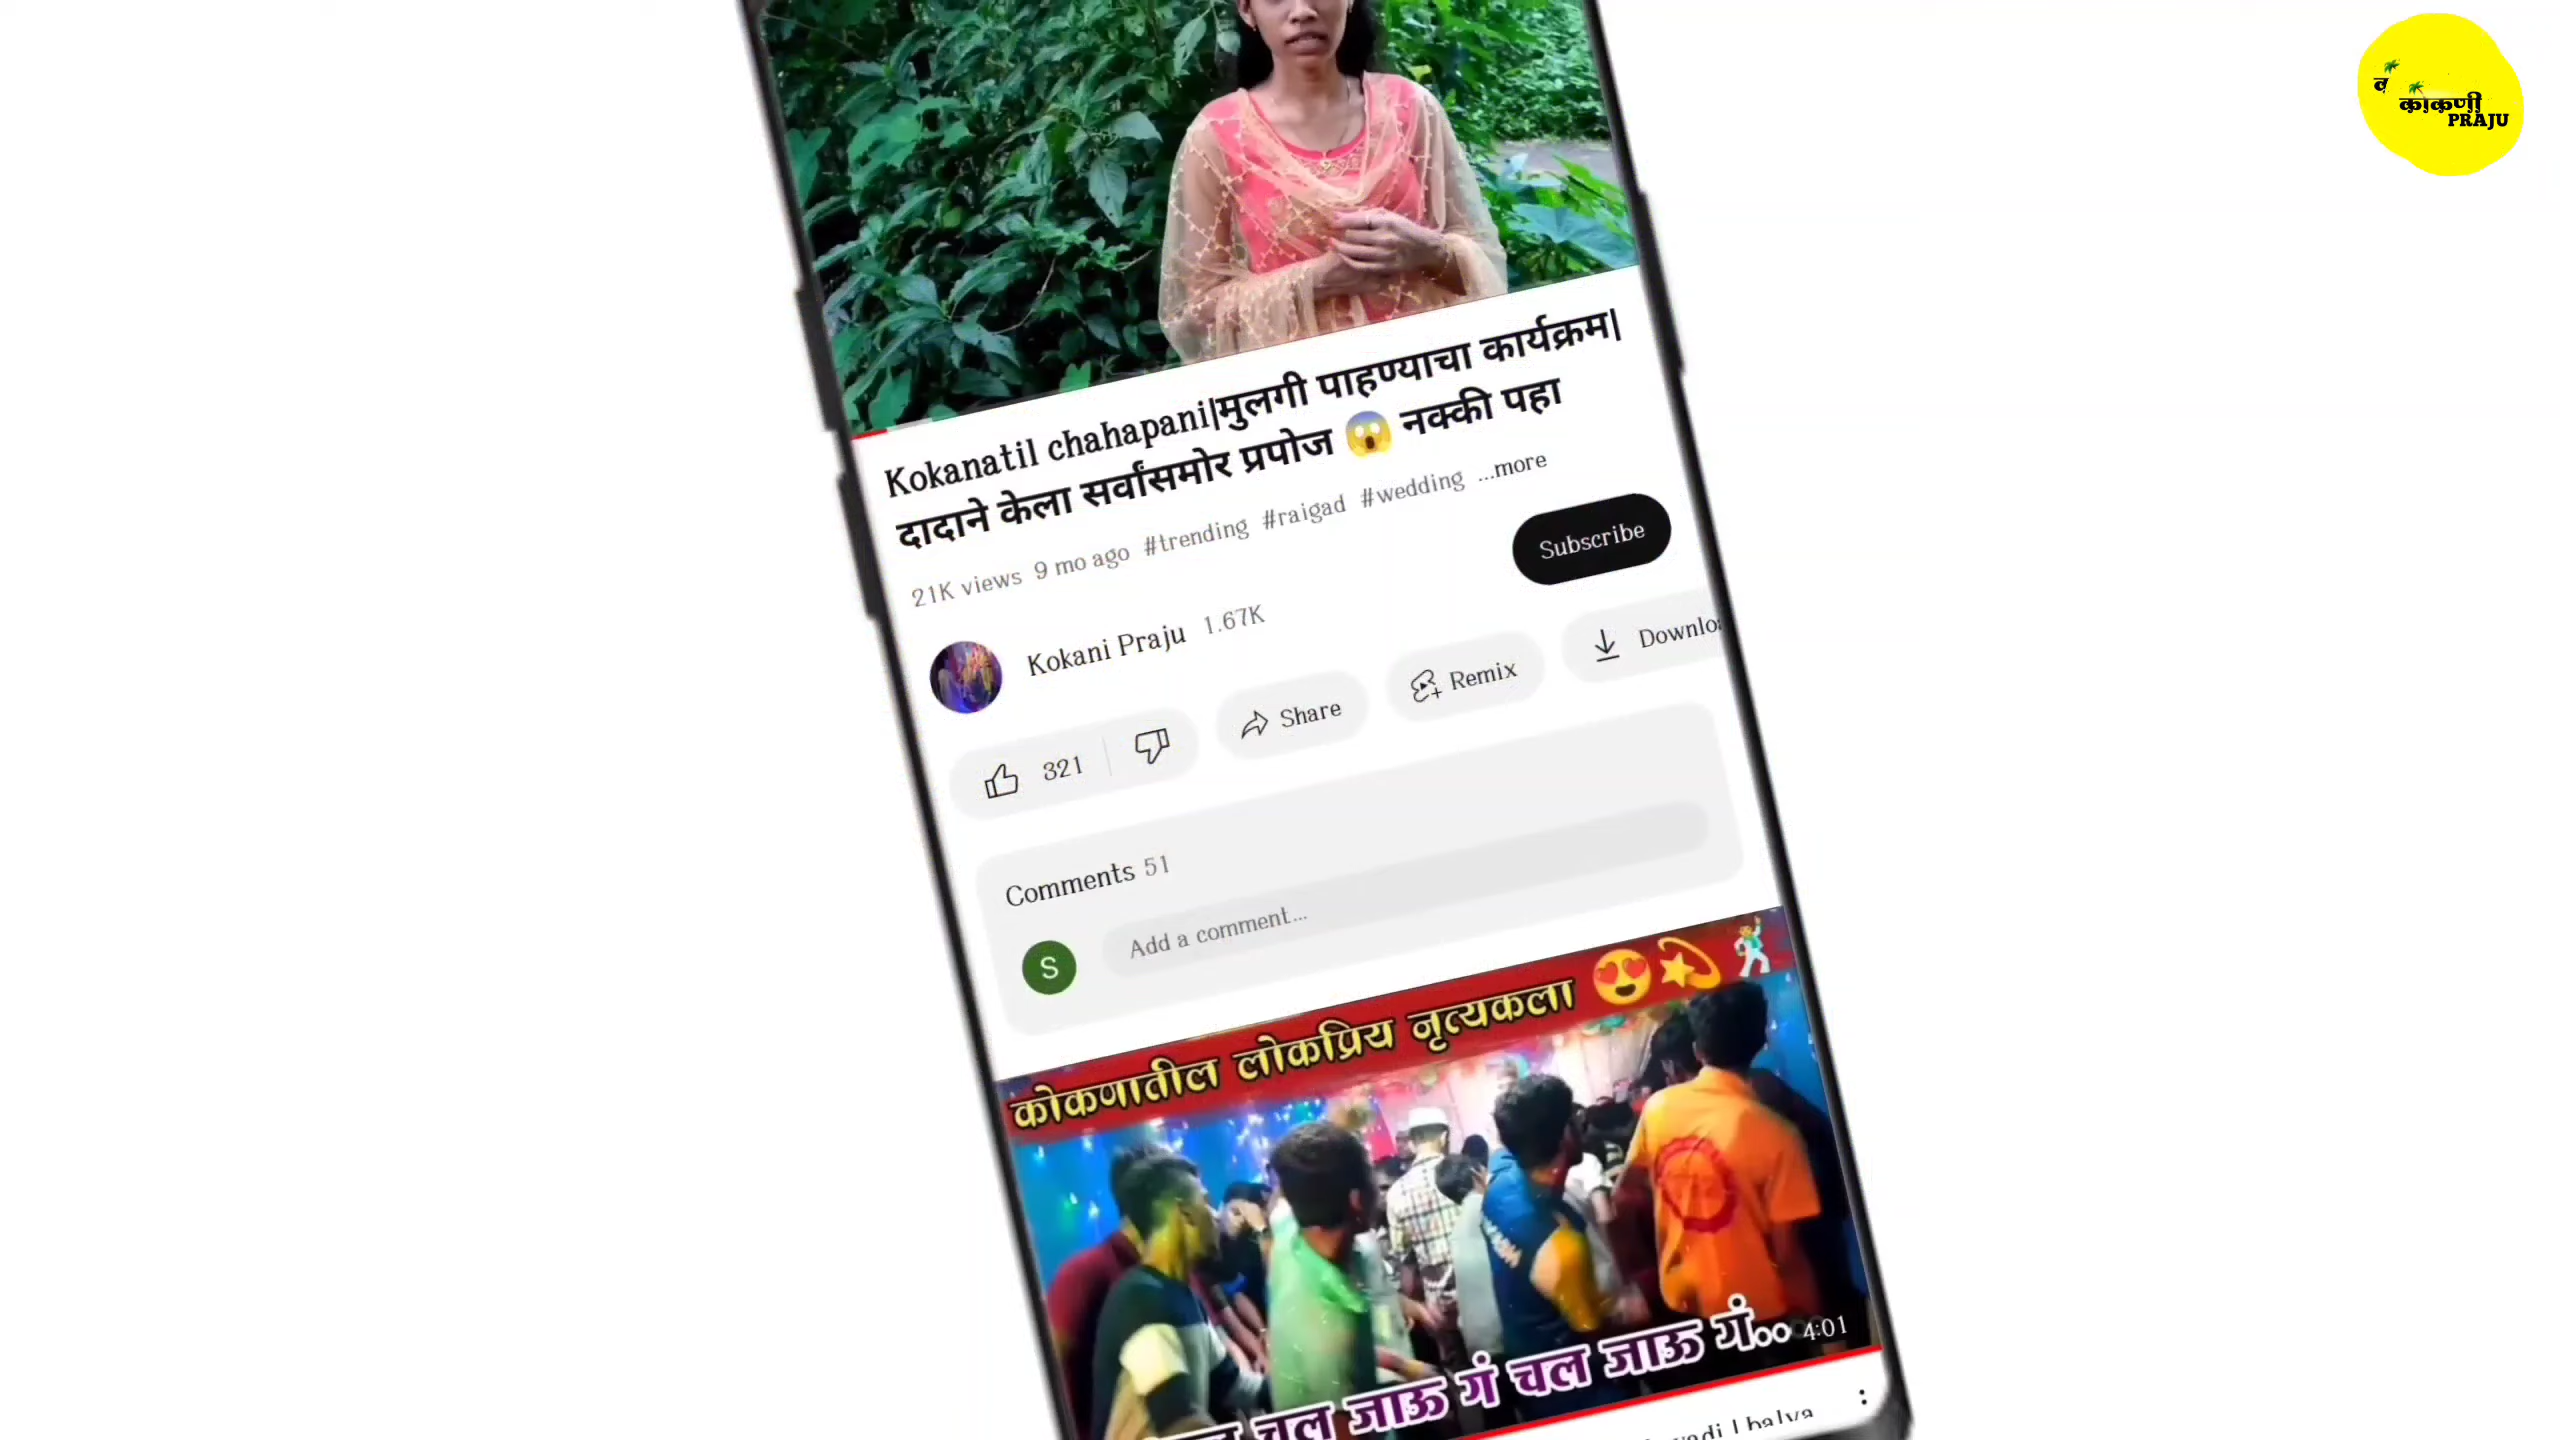 कोकणी
PRAJU
Kokanatil chahapani|मुलगी पाहण्याचा कार्यक्रम|
दादाने केला सर्वांसमोर प्रपोज 😱 नक्की पहा
21K views 9 mo ago #trending #raigad #wedding ...more
Kokani Praju 1.67K
Subscribe
321
Share
Remix
Downlo
Comments 51
S
Add a comment...
कोकणातील लोकप्रिय नृत्यकला 😍💫🕺
चल जाऊ गं चल जाऊ गं..
4:01
| balya